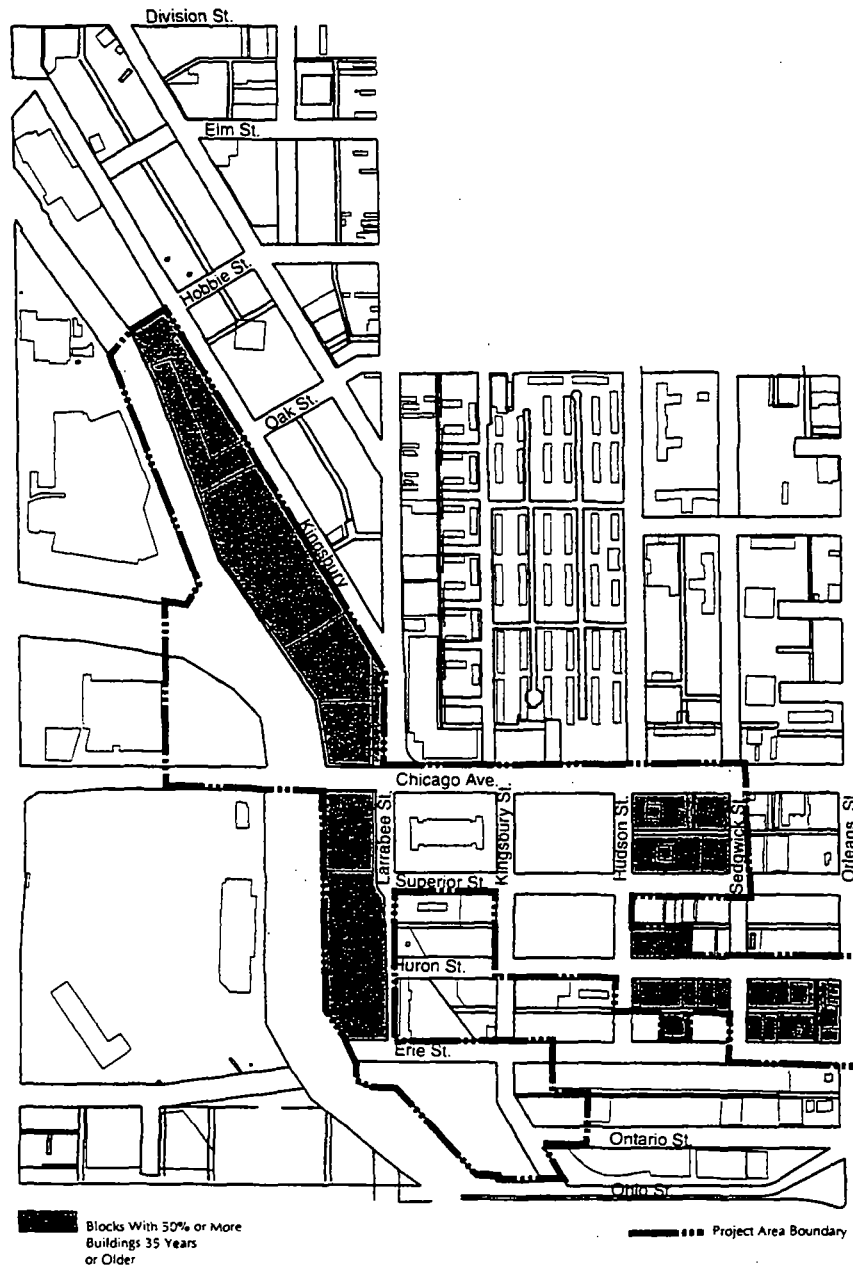 Division St.
Elm St.
Hobbie St.
Oak St.
Kingsbury
Chicago Ave.
Larrabee St.
Kingsbury St.
Hudson St.
Sedgwick St.
Orleans St.
Superior St.
Huron St.
Erie St.
Ontario St.
Ohio St.
Blocks With 50% or More
Buildings 35 Years
or Older
Project Area Boundary